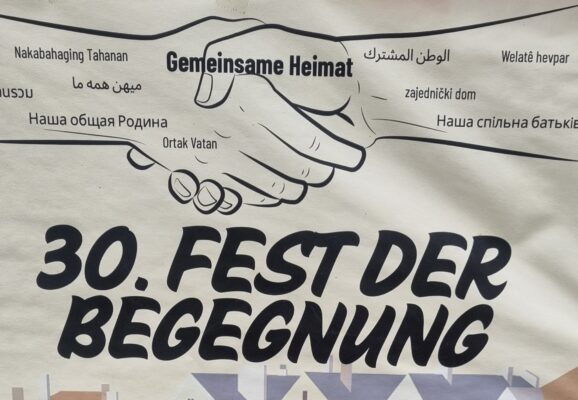 Nakabahaging Tahanan
Gemeinsame Heimat
الوطن المشترك
Welatê hevpar
میهن همه ما
zajednički dom
Наша общая Родина
Наша спільна батьків
Ortak Vatan
30. FEST DER
BEGEGNUNG